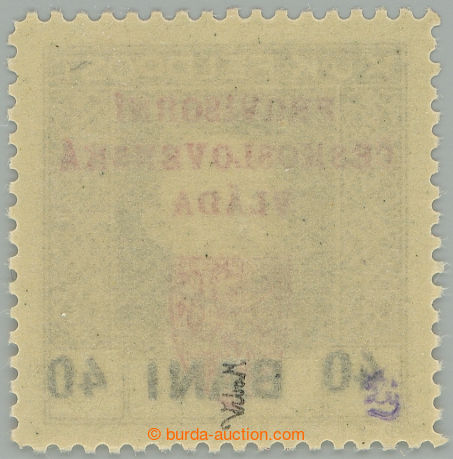 PROVISORNÍ
ČESKOSLOVENSKÁ
VLÁDA
40 BANI 40
© burda-auction.com